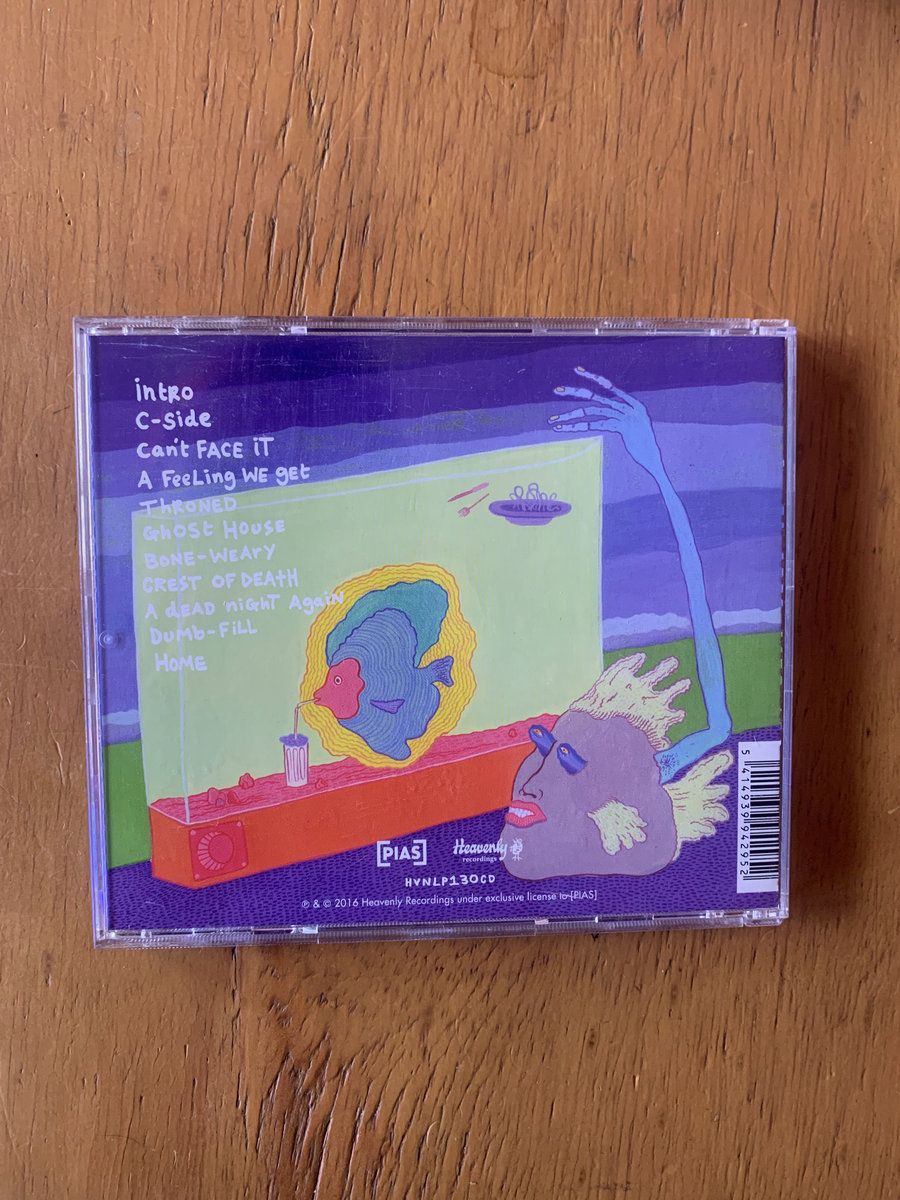 intro
C-Side
Can't FACE iT
A FeeLing WE get
THRONED
GhOST HOUSE
BONE-WEARY
CREST OF DEATH
A dEAD niGHT AgAin
Dumb-FiLL
HOME
[PIAS]
Heavenly
recordings
HVNLP130CD
℗ & © 2016 Heavenly Recordings under exclusive license to [PIAS]
5 414939 942952